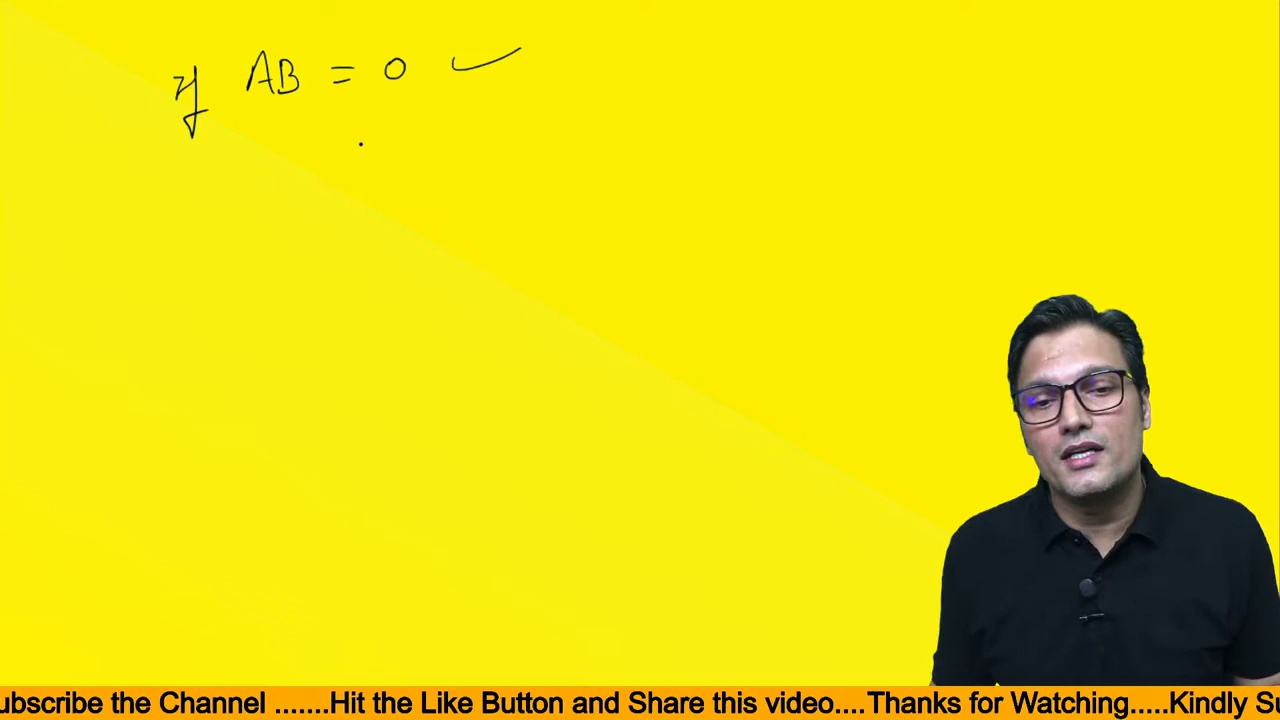 if AB = 0 ✓
ubscribe the Channel .......Hit the Like Button and Share this video....Thanks for Watching.....Kindly Su